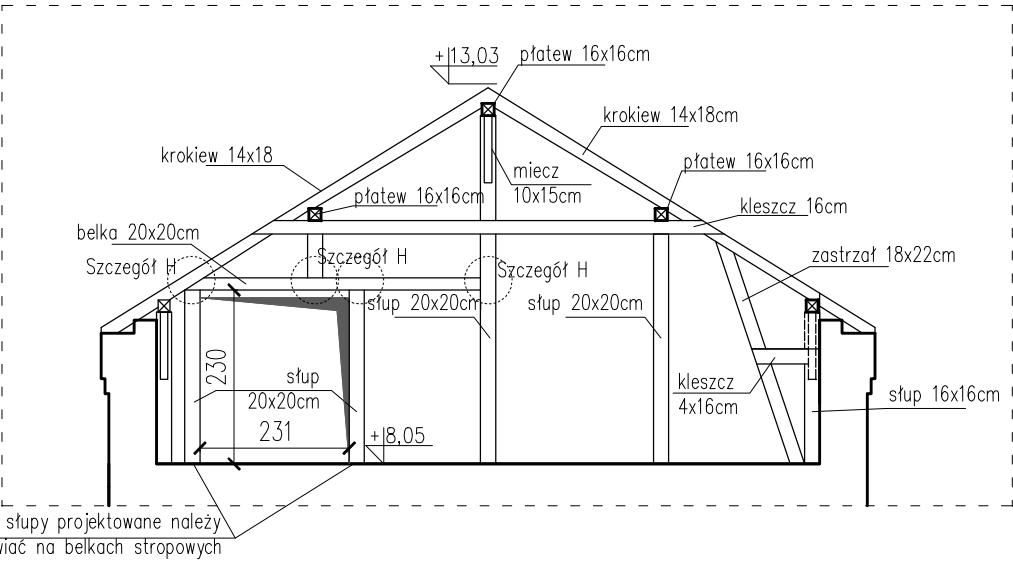 +13,03
płatew 16x16cm
krokiew 14x18cm
krokiew 14x18
płatew 16x16cm
miecz
10x15cm
płatew 16x16cm
kleszcz 16cm
belka 20x20cm
zastrzał 18x22cm
Szczegół H
Szczegół H
Szczegół H
słup 20x20cm
słup 20x20cm
230
słup
20x20cm
kleszcz
4x16cm
słup 16x16cm
231
+8,05
słupy projektowane należy
na belkach stropowych